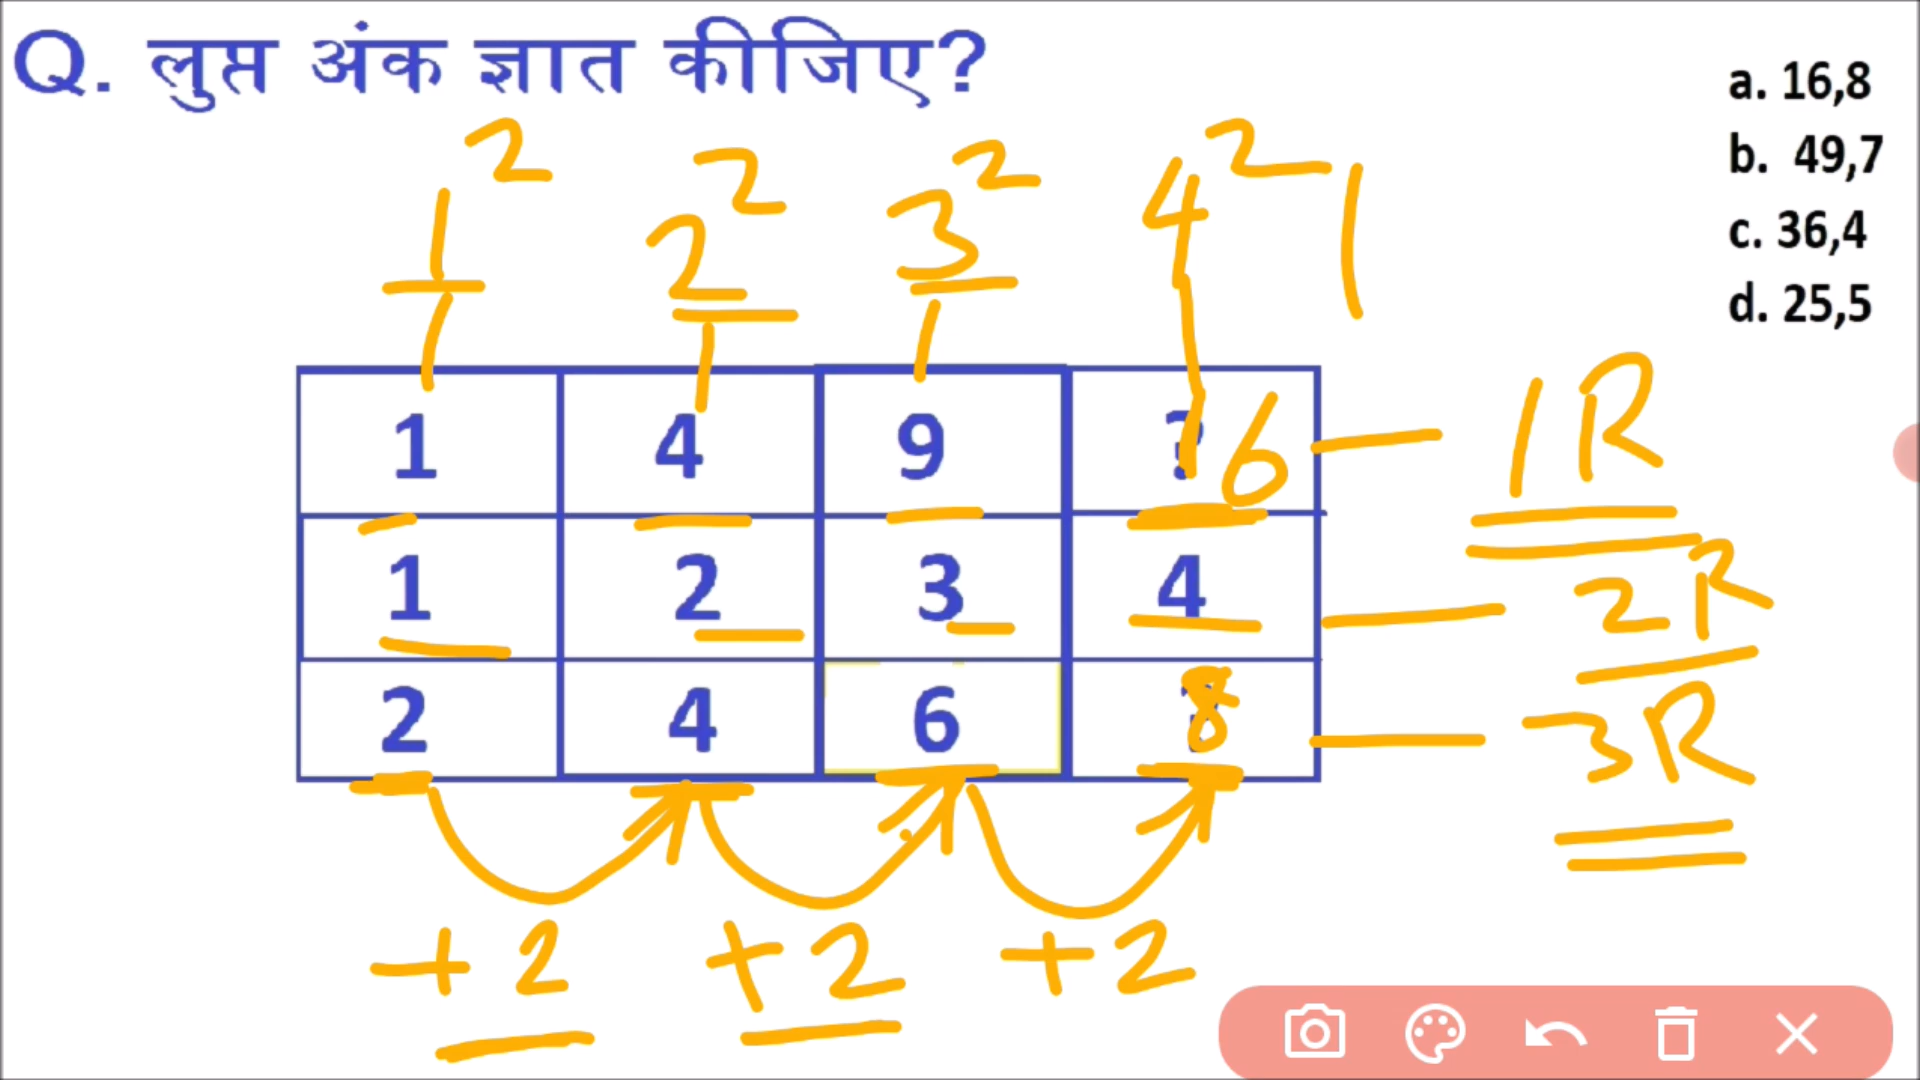 Q. लुप्त अंक ज्ञात कीजिए?
a. 16,8
b. 49,7
c. 36,4
d. 25,5
1² 2² 3² 4²
1 4 9 16 1R
1 2 3 4 2R
2 4 6 8 3R
+2 +2 +2